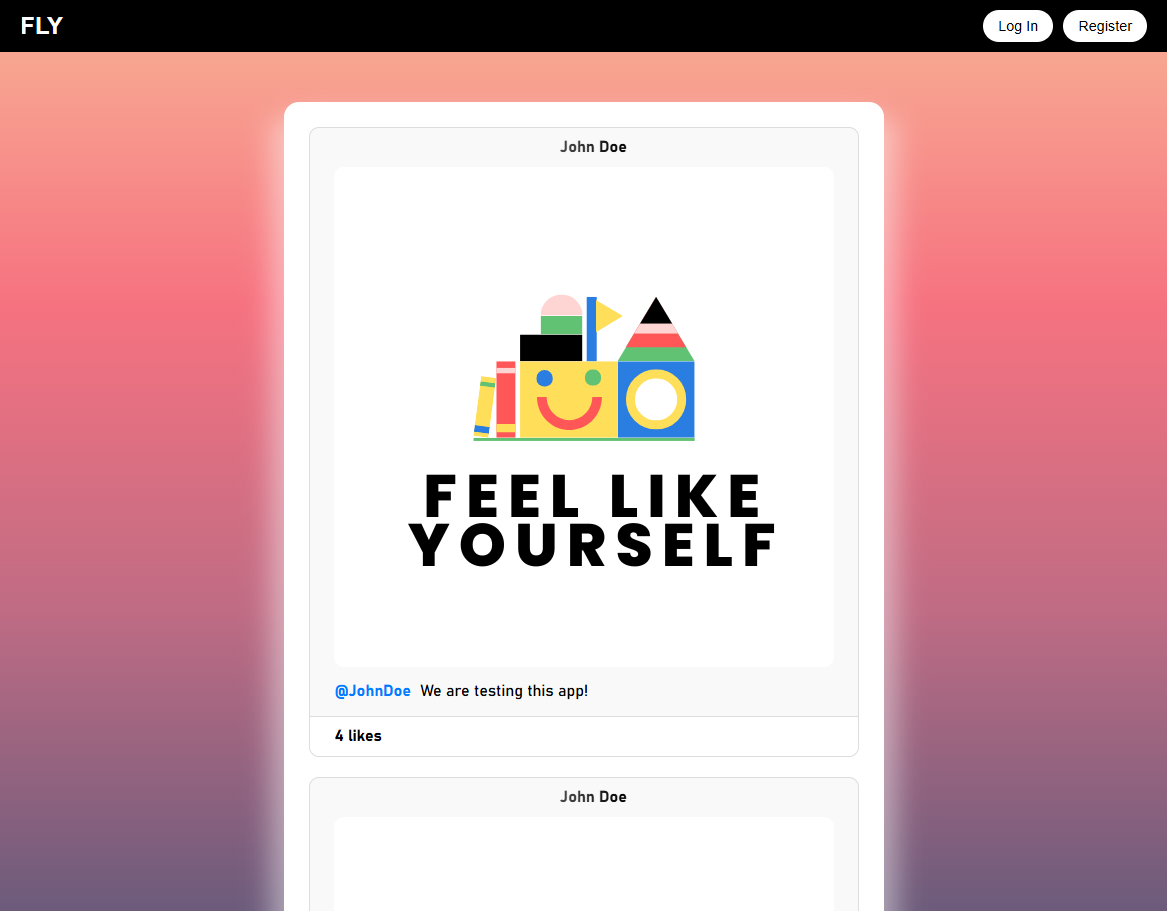 FLY
Log In
Register
John Doe
FEEL LIKE
YOURSELF
@JohnDoe We are testing this app!
4 likes
John Doe